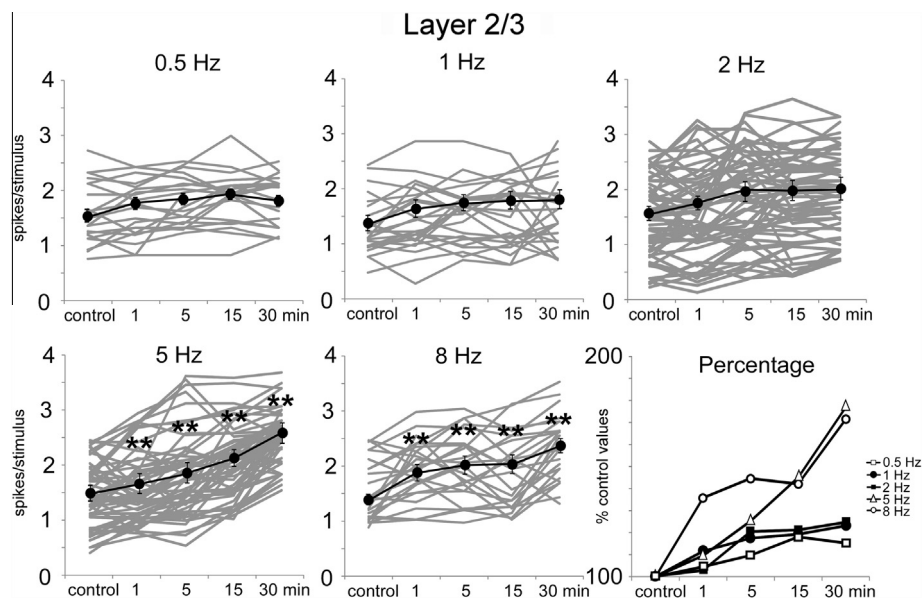 Layer 2/3
0.5 Hz
1 Hz
2 Hz
4
3
2
1
0
spikes/stimulus
control 1 5 15 30 min
4
3
2
1
0
control 1 5 15 30 min
4
3
2
1
0
control 1 5 15 30 min
5 Hz
8 Hz
Percentage
4
3
2
1
0
spikes/stimulus
** ** ** **
control 1 5 15 30 min
4
3
2
1
0
** ** ** **
control 1 5 15 30 min
200
100
% control values
control 1 5 15 30 min
0.5 Hz
1 Hz
2 Hz
5 Hz
8 Hz